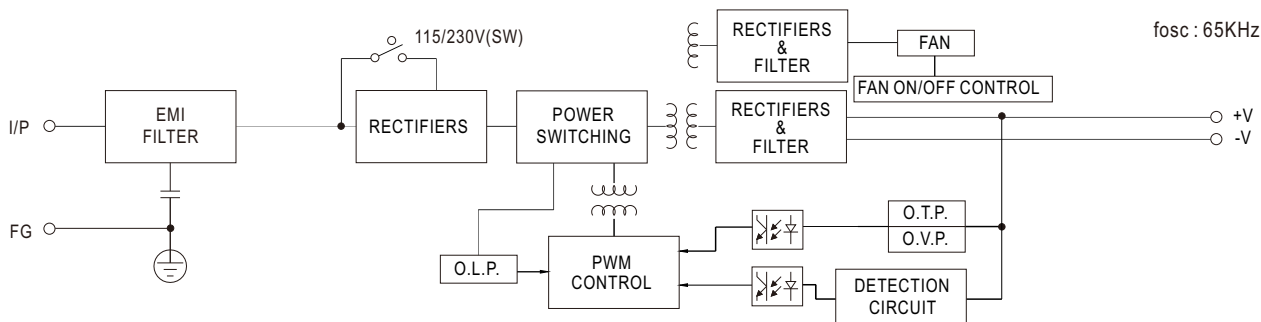 115/230V(SW)
RECTIFIERS
&
FILTER
FAN
fosc : 65KHz
FAN ON/OFF CONTROL
I/P
EMI
FILTER
RECTIFIERS
POWER
SWITCHING
RECTIFIERS
&
FILTER
+V
-V
FG
O.L.P.
PWM
CONTROL
O.T.P.
O.V.P.
DETECTION
CIRCUIT